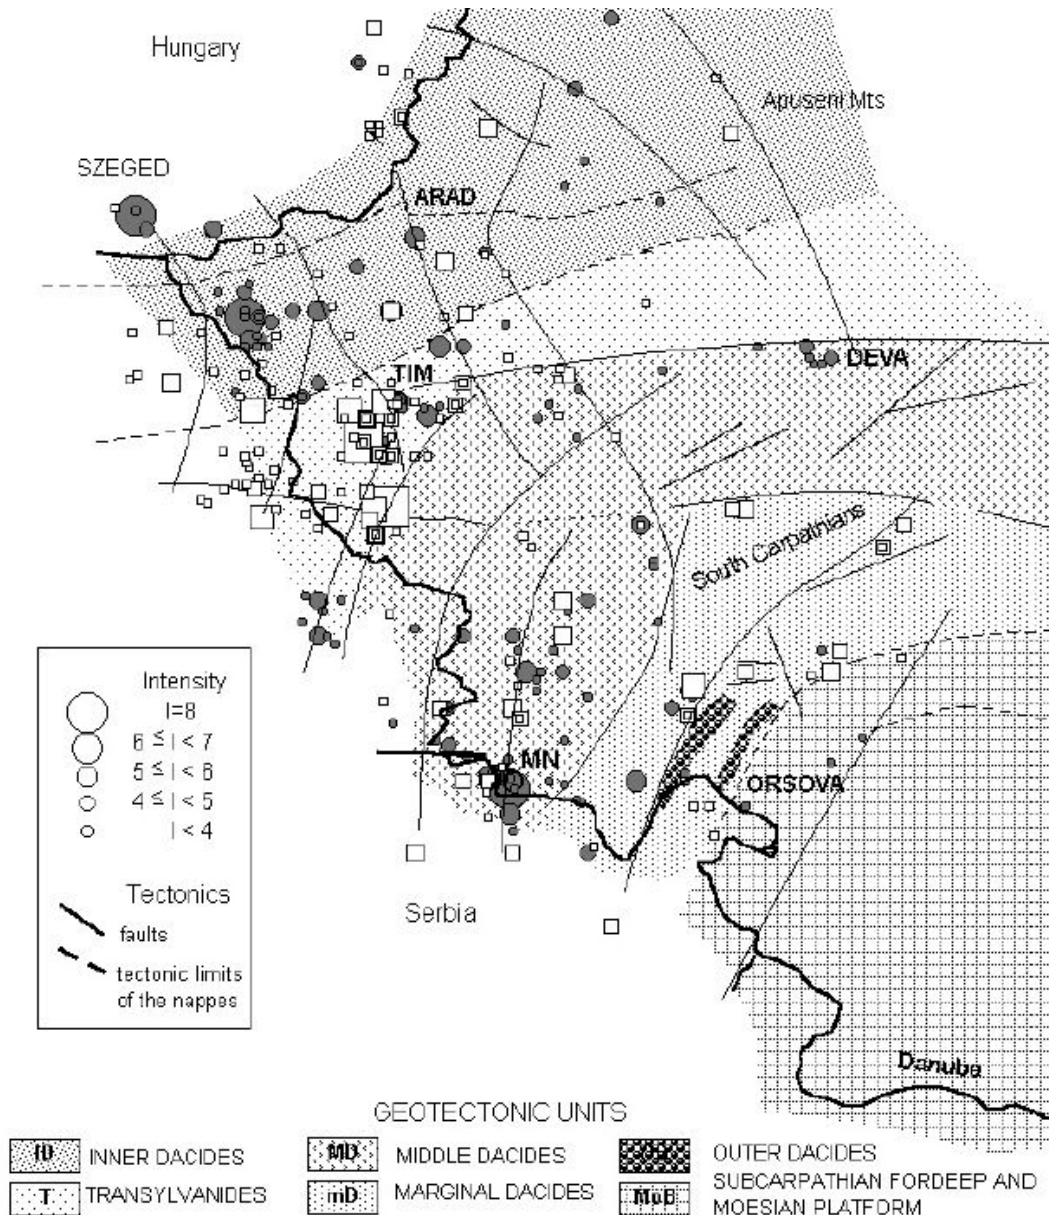 Hungary
Apuseni Mts
SZEGED
ARAD
TIM
DEVA
South Carpathians
Intensity
I=8
6 ≤ I < 7
5 ≤ I < 6
4 ≤ I < 5
I < 4
Tectonics
faults
tectonic limits
of the nappes
MN
ORSOVA
Serbia
Danube
GEOTECTONIC UNITS
ID INNER DACIDES
MD MIDDLE DACIDES
OUTER DACIDES
T TRANSYLVANIDES
mD MARGINAL DACIDES
MoB SUBCARPATHIAN FORDEEP AND
MOESIAN PLATFORM